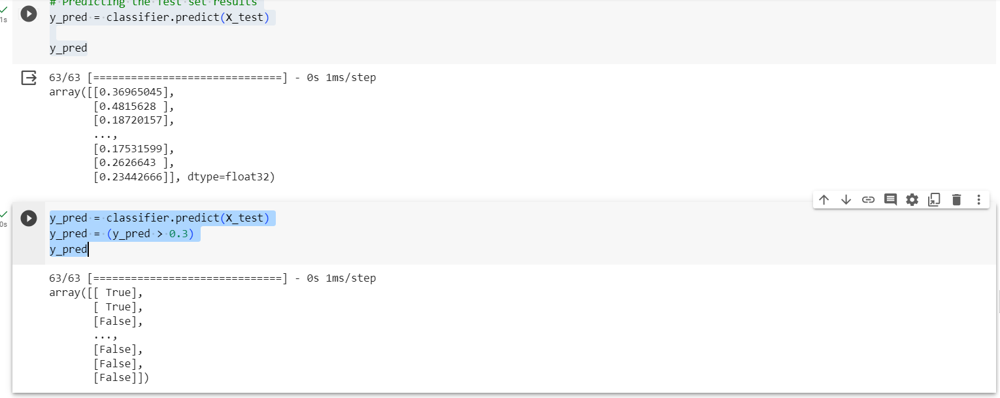 # Predicting the Test set results
1s
y_pred = classifier.predict(X_test)
y_pred
63/63 [==============================] - 0s 1ms/step
array([[0.36965045],
       [0.4815628 ],
       [0.18720157],
       ...,
       [0.17531599],
       [0.2626643 ],
       [0.23442666]], dtype=float32)
0s
y_pred = classifier.predict(X_test)
y_pred = (y_pred > 0.3)
y_pred
63/63 [==============================] - 0s 1ms/step
array([[ True],
       [ True],
       [False],
       ...,
       [False],
       [False],
       [False]])